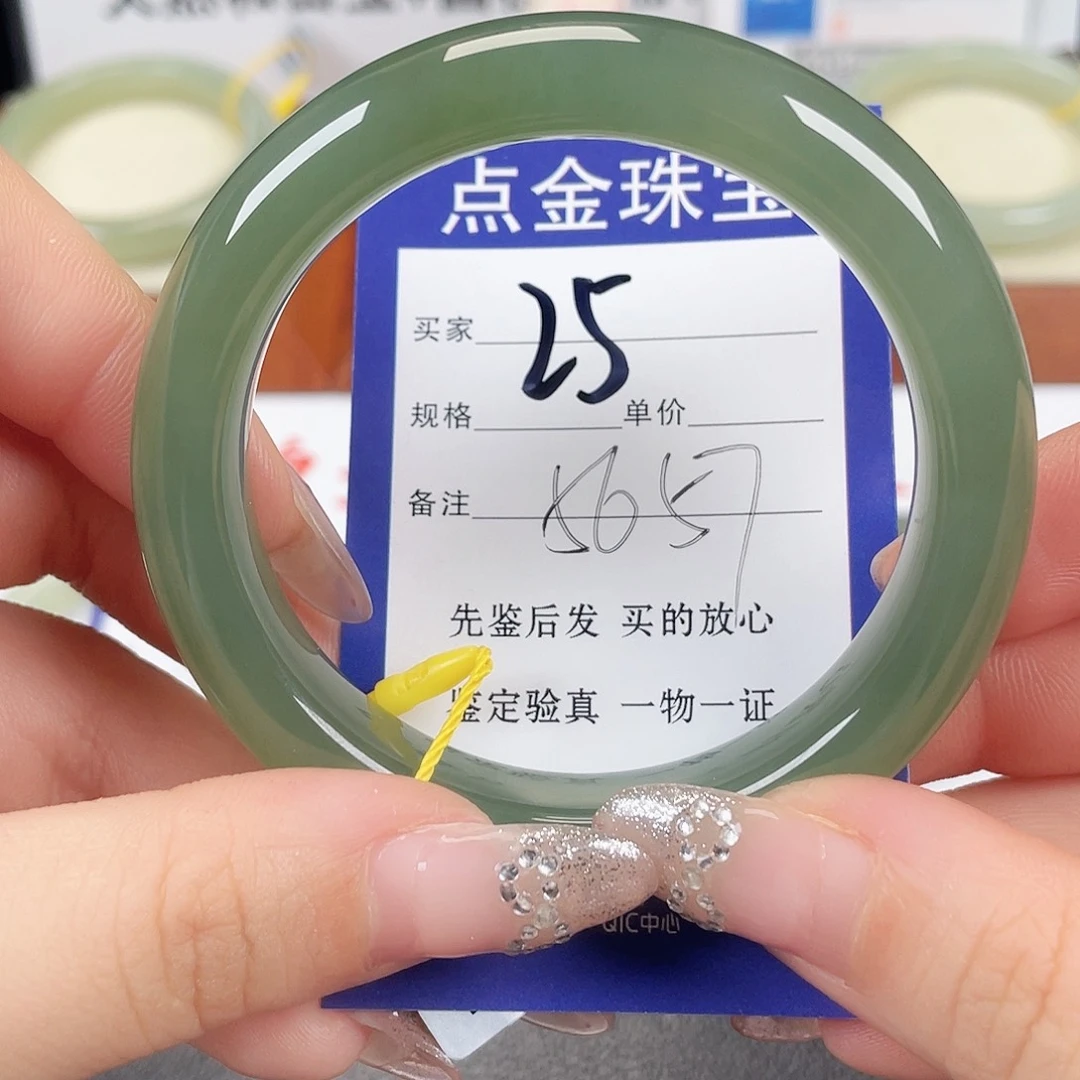 点金珠宝
买家 25
规格 单价
备注 5657
先鉴后发 买的放心
鉴定验真 一物一证
QIC中心